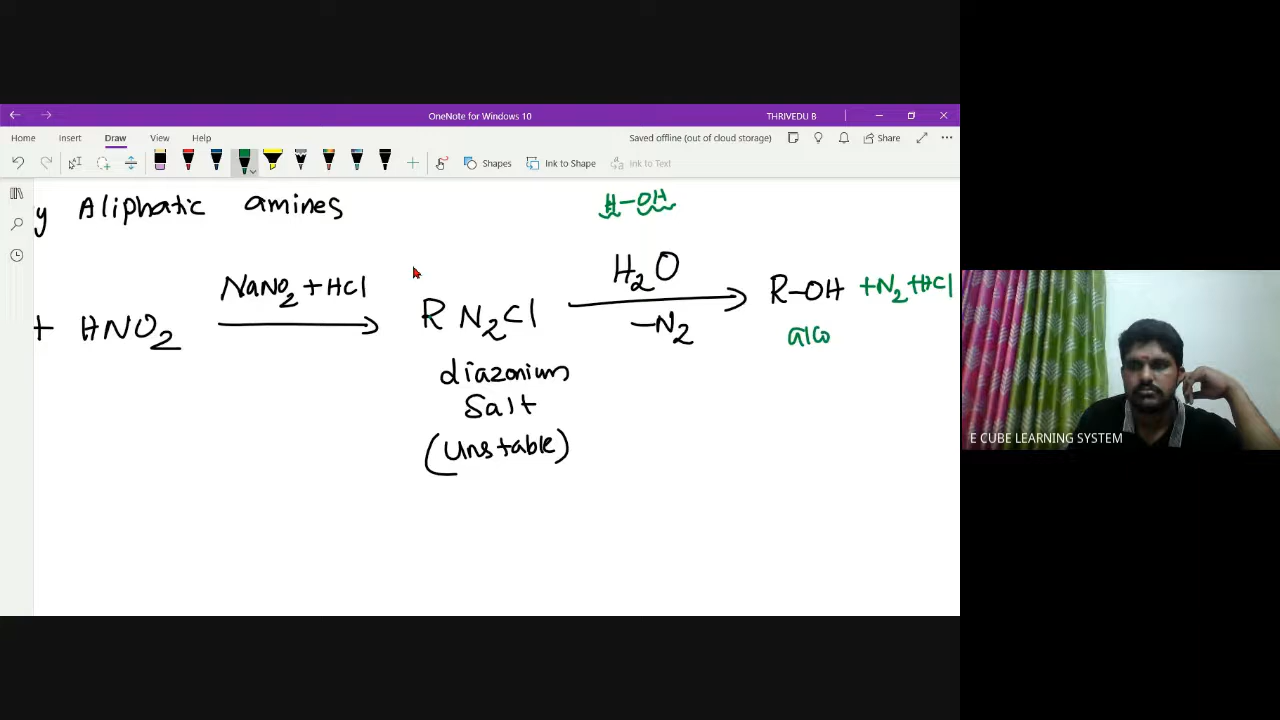 OneNote for Windows 10
THRIVEDU B
Home Insert Draw View Help
Saved offline (out of cloud storage)
Share
Shapes
Ink to Shape
Ink to Text
y Aliphatic amines
H-OH
+ HNO2
NaNO2+HCl
R N2Cl
diazonium
Salt
(unstable)
H2O
-N2
R-OH +N2+HCl
alco
E CUBE LEARNING SYSTEM